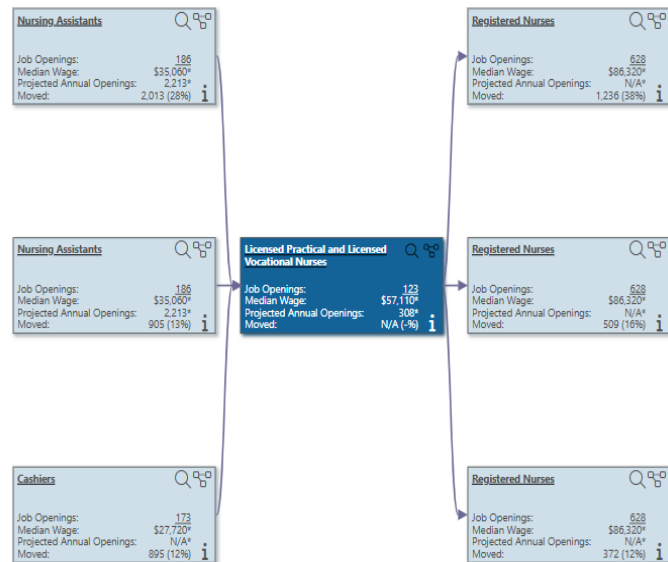 Nursing Assistants
Job Openings: 186
Median Wage: $35,060*
Projected Annual Openings: 2,213*
Moved: 2,013 (28%)
Registered Nurses
Job Openings: 628
Median Wage: $86,320*
Projected Annual Openings: N/A*
Moved: 1,236 (38%)
Nursing Assistants
Job Openings: 186
Median Wage: $35,060*
Projected Annual Openings: 2,213*
Moved: 905 (13%)
Licensed Practical and Licensed
Vocational Nurses
Job Openings: 123
Median Wage: $57,110*
Projected Annual Openings: 308*
Moved: N/A (-%)
Registered Nurses
Job Openings: 628
Median Wage: $86,320*
Projected Annual Openings: N/A*
Moved: 509 (16%)
Cashiers
Job Openings: 173
Median Wage: $27,720*
Projected Annual Openings: N/A*
Moved: 895 (12%)
Registered Nurses
Job Openings: 628
Median Wage: $86,320*
Projected Annual Openings: N/A*
Moved: 372 (12%)